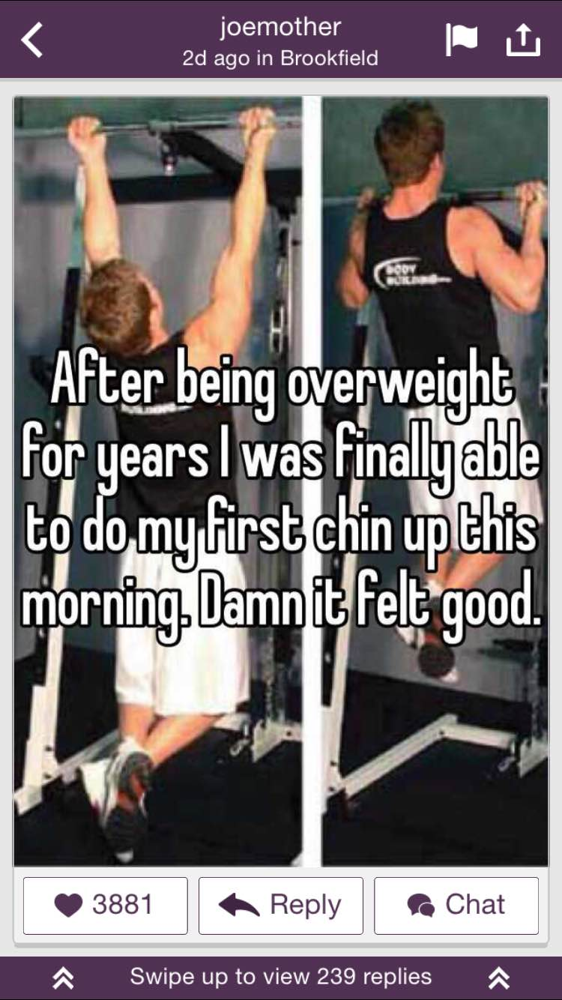 joemother
2d ago in Brookfield
BODY
BUILDING
After being overweight
for years I was finally able
to do my first chin up this
morning. Damn it felt good.
3881
Reply
Chat
Swipe up to view 239 replies